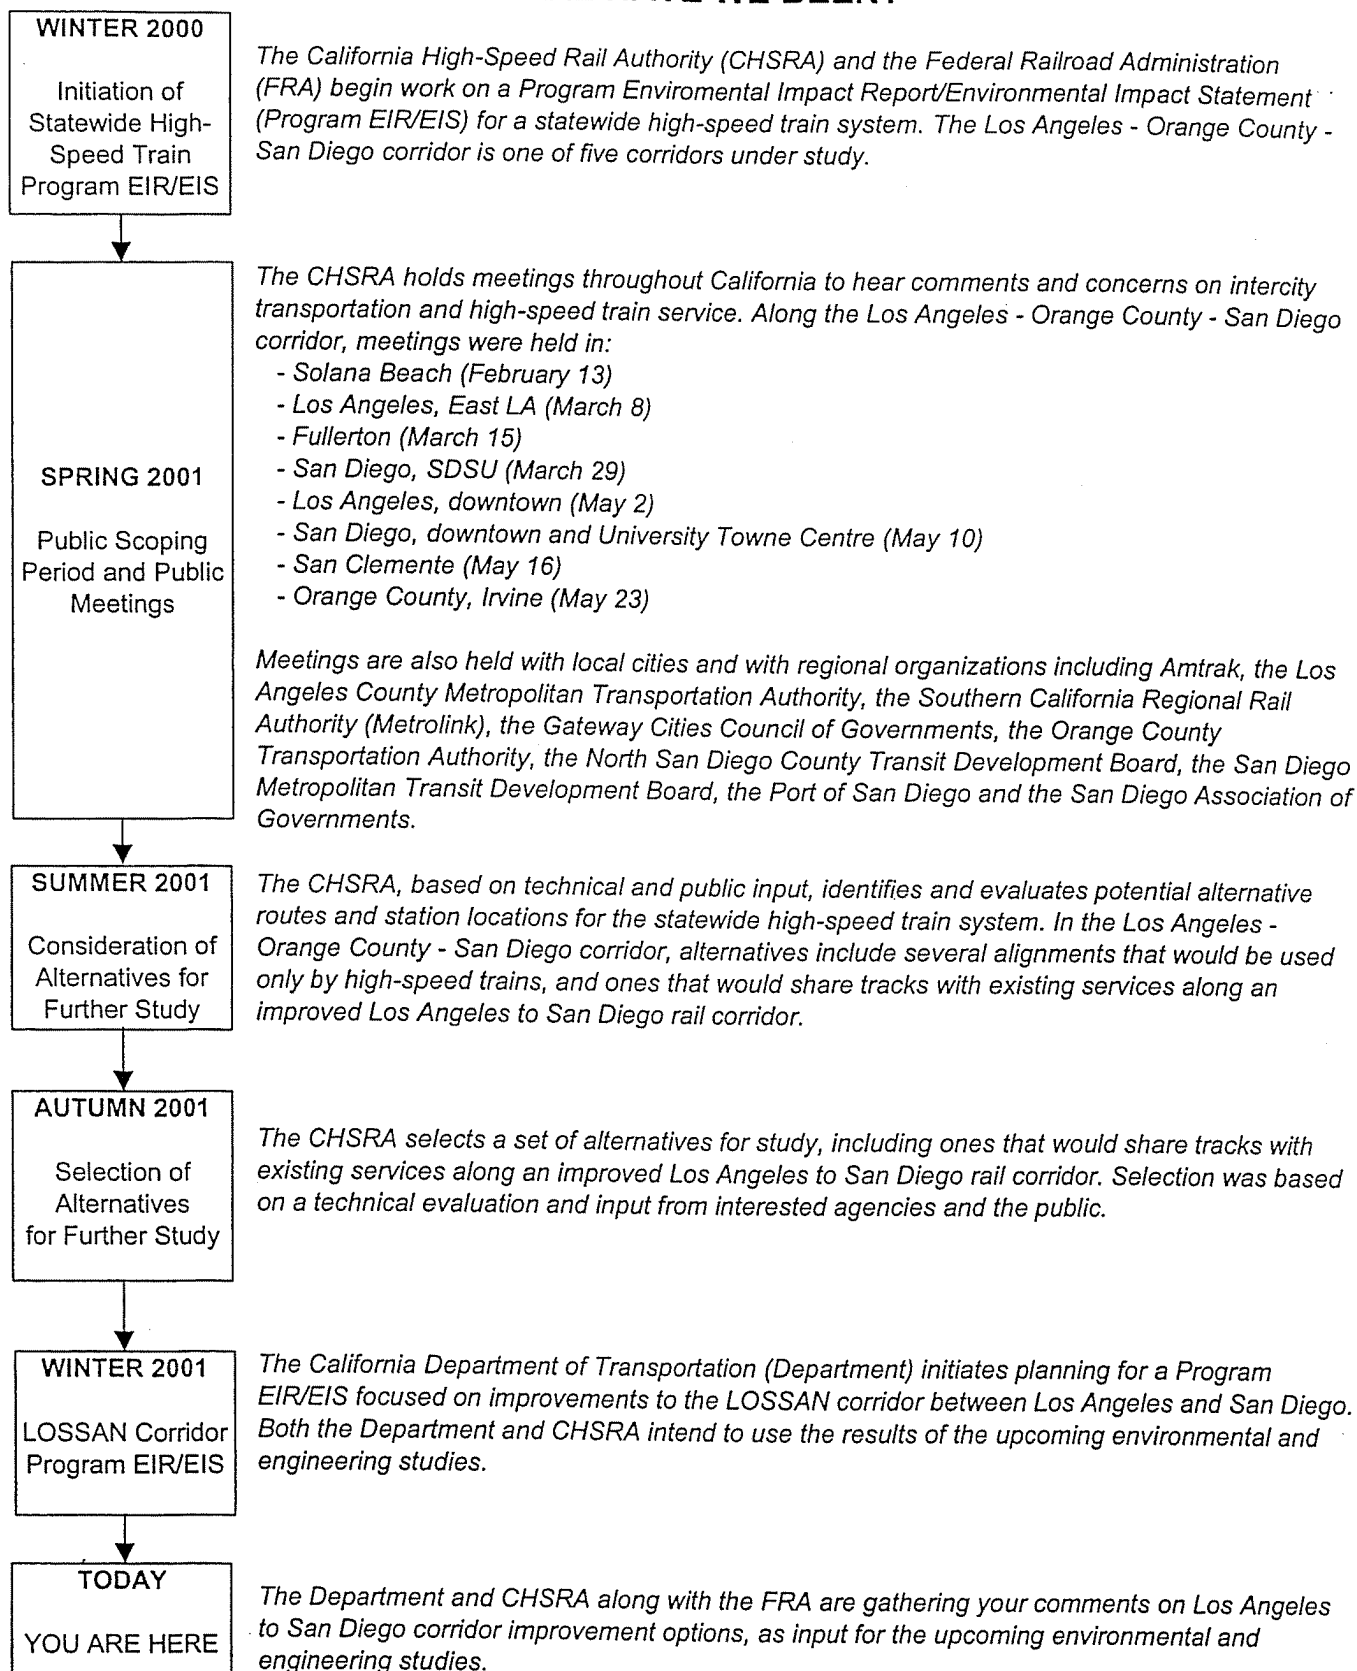 WINTER 2000
Initiation of
Statewide High-
Speed Train
Program EIR/EIS
The California High-Speed Rail Authority (CHSRA) and the Federal Railroad Administration
(FRA) begin work on a Program Enviromental Impact Report/Environmental Impact Statement
(Program EIR/EIS) for a statewide high-speed train system. The Los Angeles - Orange County -
San Diego corridor is one of five corridors under study.
SPRING 2001
Public Scoping
Period and Public
Meetings
The CHSRA holds meetings throughout California to hear comments and concerns on intercity
transportation and high-speed train service. Along the Los Angeles - Orange County - San Diego
corridor, meetings were held in:
- Solana Beach (February 13)
- Los Angeles, East LA (March 8)
- Fullerton (March 15)
- San Diego, SDSU (March 29)
- Los Angeles, downtown (May 2)
- San Diego, downtown and University Towne Centre (May 10)
- San Clemente (May 16)
- Orange County, Irvine (May 23)
Meetings are also held with local cities and with regional organizations including Amtrak, the Los
Angeles County Metropolitan Transportation Authority, the Southern California Regional Rail
Authority (Metrolink), the Gateway Cities Council of Governments, the Orange County
Transportation Authority, the North San Diego County Transit Development Board, the San Diego
Metropolitan Transit Development Board, the Port of San Diego and the San Diego Association of
Governments.
SUMMER 2001
Consideration of
Alternatives for
Further Study
The CHSRA, based on technical and public input, identifies and evaluates potential alternative
routes and station locations for the statewide high-speed train system. In the Los Angeles -
Orange County - San Diego corridor, alternatives include several alignments that would be used
only by high-speed trains, and ones that would share tracks with existing services along an
improved Los Angeles to San Diego rail corridor.
AUTUMN 2001
Selection of
Alternatives
for Further Study
The CHSRA selects a set of alternatives for study, including ones that would share tracks with
existing services along an improved Los Angeles to San Diego rail corridor. Selection was based
on a technical evaluation and input from interested agencies and the public.
WINTER 2001
LOSSAN Corridor
Program EIR/EIS
The California Department of Transportation (Department) initiates planning for a Program
EIR/EIS focused on improvements to the LOSSAN corridor between Los Angeles and San Diego.
Both the Department and CHSRA intend to use the results of the upcoming environmental and
engineering studies.
TODAY
YOU ARE HERE
The Department and CHSRA along with the FRA are gathering your comments on Los Angeles
to San Diego corridor improvement options, as input for the upcoming environmental and
engineering studies.